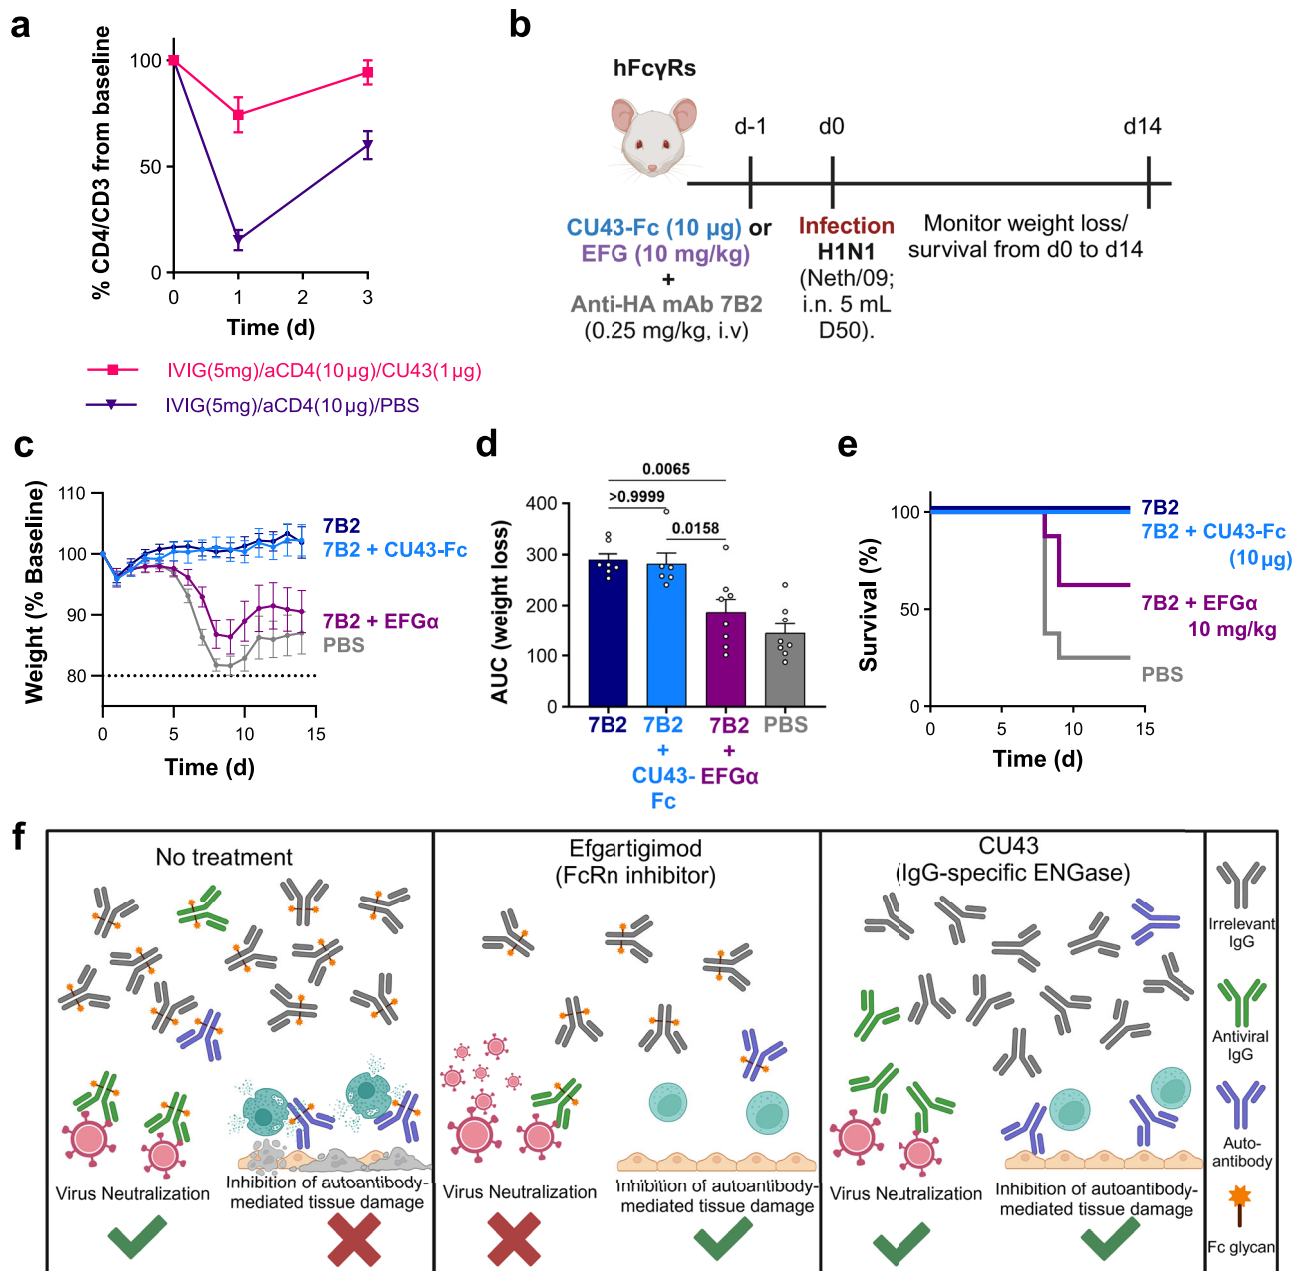 a
% CD4/CD3 from baseline
100
50
0
0
1
2
3
Time (d)
IVIG(5mg)/aCD4(10µg)/CU43(1µg)
IVIG(5mg)/aCD4(10µg)/PBS
b
hFcγRs
d-1
d0
d14
CU43-Fc (10 µg) or
EFG (10 mg/kg)
+
Anti-HA mAb 7B2
(0.25 mg/kg, i.v)
Infection
H1N1
(Neth/09;
i.n. 5 mL
D50).
Monitor weight loss/
survival from d0 to d14
c
Weight (% Baseline)
110
100
90
80
0
5
10
15
Time (d)
7B2
7B2 + CU43-Fc
7B2 + EFGα
PBS
d
AUC (weight loss)
400
300
200
100
0
0.0065
>0.9999
0.0158
7B2
7B2
+
CU43-
Fc
7B2
+
EFGα
PBS
e
Survival (%)
100
50
0
0
5
10
15
Time (d)
7B2
7B2 + CU43-Fc
(10µg)
7B2 + EFGα
10 mg/kg
PBS
f
No treatment
Virus Neutralization
Inhibition of autoantibody-
mediated tissue damage
Efgartigimod
(FcRn inhibitor)
Virus Neutralization
Inhibition of autoantibody-
mediated tissue damage
CU43
(IgG-specific ENGase)
Virus Neutralization
Inhibition of autoantibody-
mediated tissue damage
Irrelevant
IgG
Antiviral
IgG
Auto-
antibody
Fc glycan